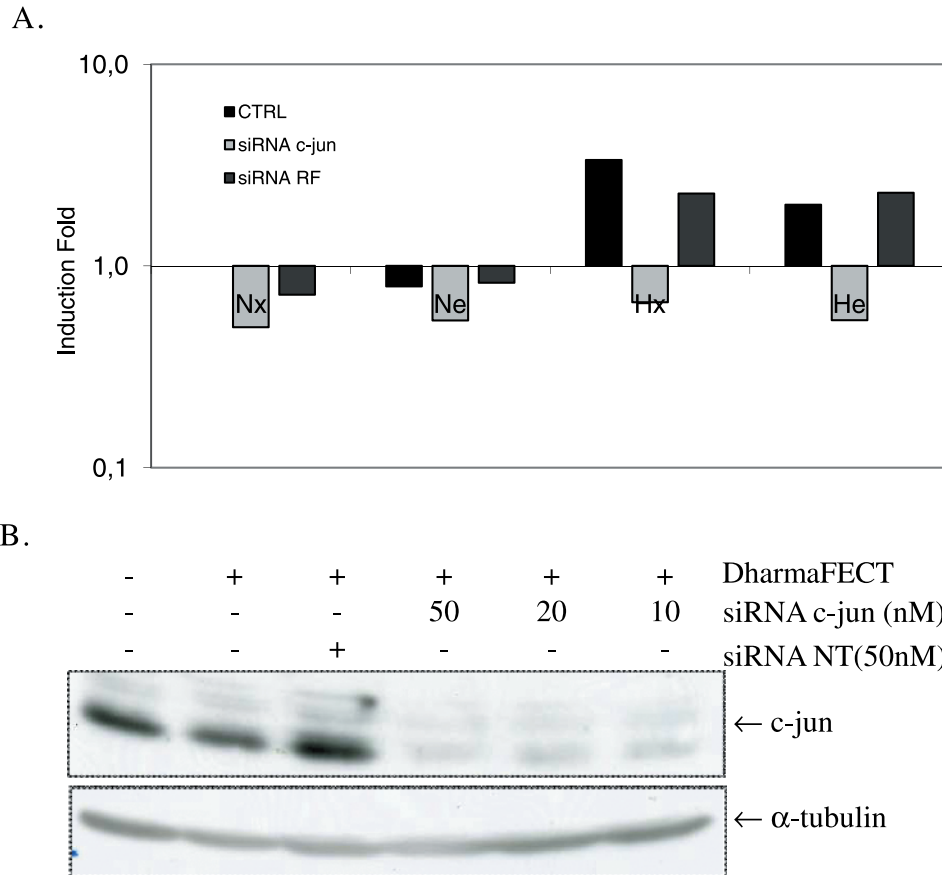 A.
10,0
CTRL
siRNA c-jun
siRNA RF
1,0
Induction Fold
Nx Ne Hx He
0,1
B.
- + + + + + DharmaFECT
- - - 50 20 10 siRNA c-jun (nM)
- - + - - - siRNA NT(50nM)
← c-jun
← α-tubulin